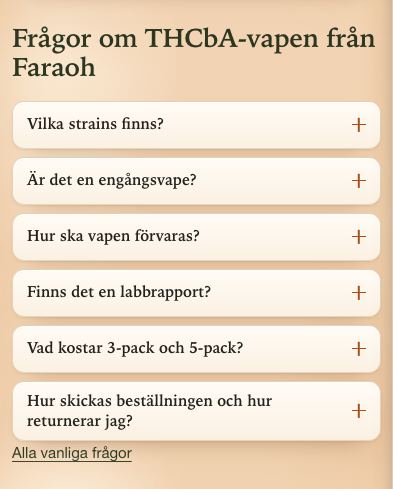 Frågor om THCbA-vapen från
Faraoh
Vilka strains finns?
Är det en engångsvape?
Hur ska vapen förvaras?
Finns det en labbrapport?
Vad kostar 3-pack och 5-pack?
Hur skickas beställningen och hur
returnerar jag?
Alla vanliga frågor